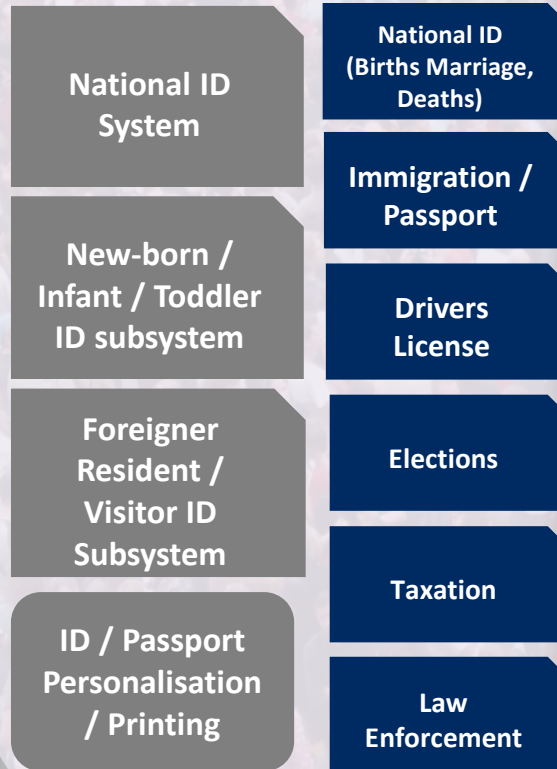 National ID
System
New-born /
Infant / Toddler
ID subsystem
Foreigner
Resident /
Visitor ID
Subsystem
ID / Passport
Personalisation
/ Printing
National ID
(Births Marriage,
Deaths)
Immigration /
Passport
Drivers
License
Elections
Taxation
Law
Enforcement